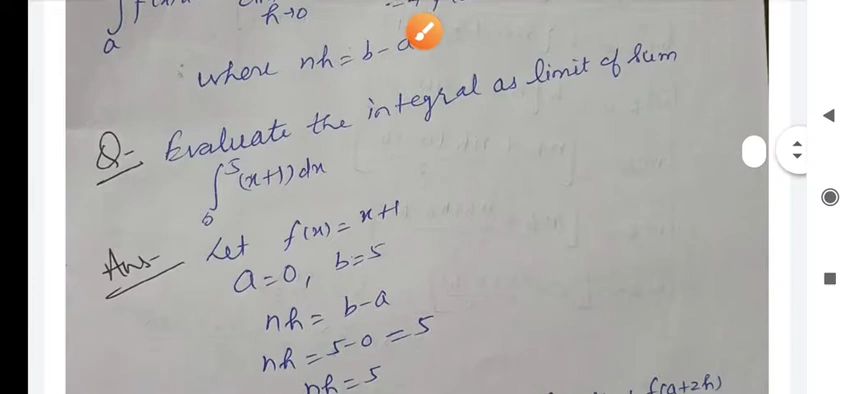 a
h→0
where nh = b - a
Q- Evaluate the integral as limit of sum
∫₀⁵ (x+1) dx
Ans- Let f(x) = x+1
a = 0, b = 5
nh = b - a
nh = 5 - 0 = 5
nh = 5
f(a+2h)